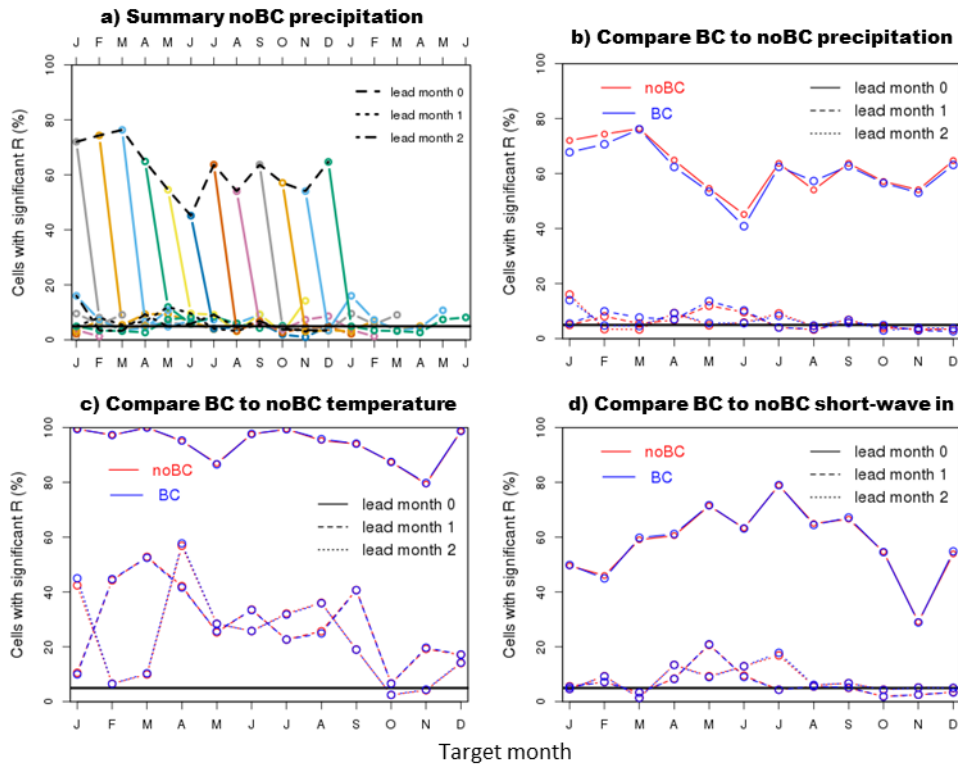 a) Summary noBC precipitation
J F M A M J J A S O N D J F M A M J
Cells with significant R (%)
100
80
60
40
20
0
lead month 0
lead month 1
lead month 2
J F M A M J J A S O N D J F M A M J
b) Compare BC to noBC precipitation
Cells with significant R (%)
100
80
60
40
20
0
noBC
BC
lead month 0
lead month 1
lead month 2
J F M A M J J A S O N D
c) Compare BC to noBC temperature
Cells with significant R (%)
100
80
60
40
20
0
noBC
BC
lead month 0
lead month 1
lead month 2
J F M A M J J A S O N D
d) Compare BC to noBC short-wave in
Cells with significant R (%)
100
80
60
40
20
0
noBC
BC
lead month 0
lead month 1
lead month 2
J F M A M J J A S O N D
Target month